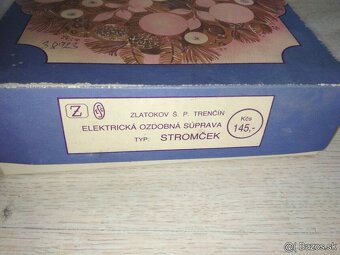 Z
ZLATOKOV Š. P. TRENČÍN
ELEKTRICKÁ OZDOBNÁ SÚPRAVA
TYP: STROMČEK
Kčs
145,-
bazos.sk